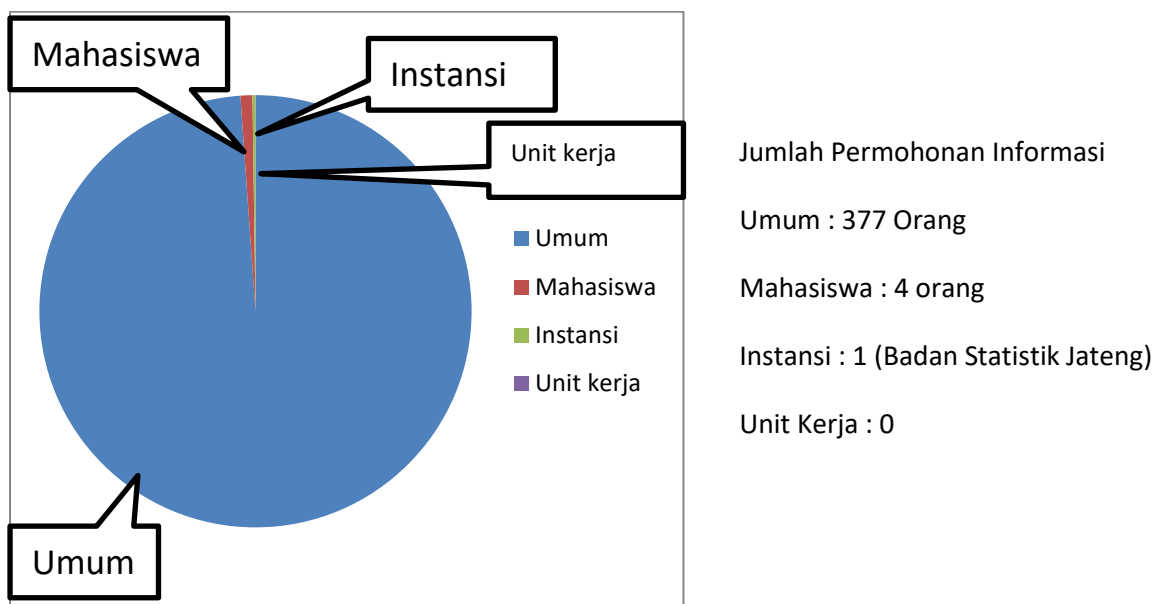 Mahasiswa
Instansi
Unit kerja
Umum
Mahasiswa
Instansi
Unit kerja
Umum
Jumlah Permohonan Informasi
Umum : 377 Orang
Mahasiswa : 4 orang
Instansi : 1 (Badan Statistik Jateng)
Unit Kerja : 0